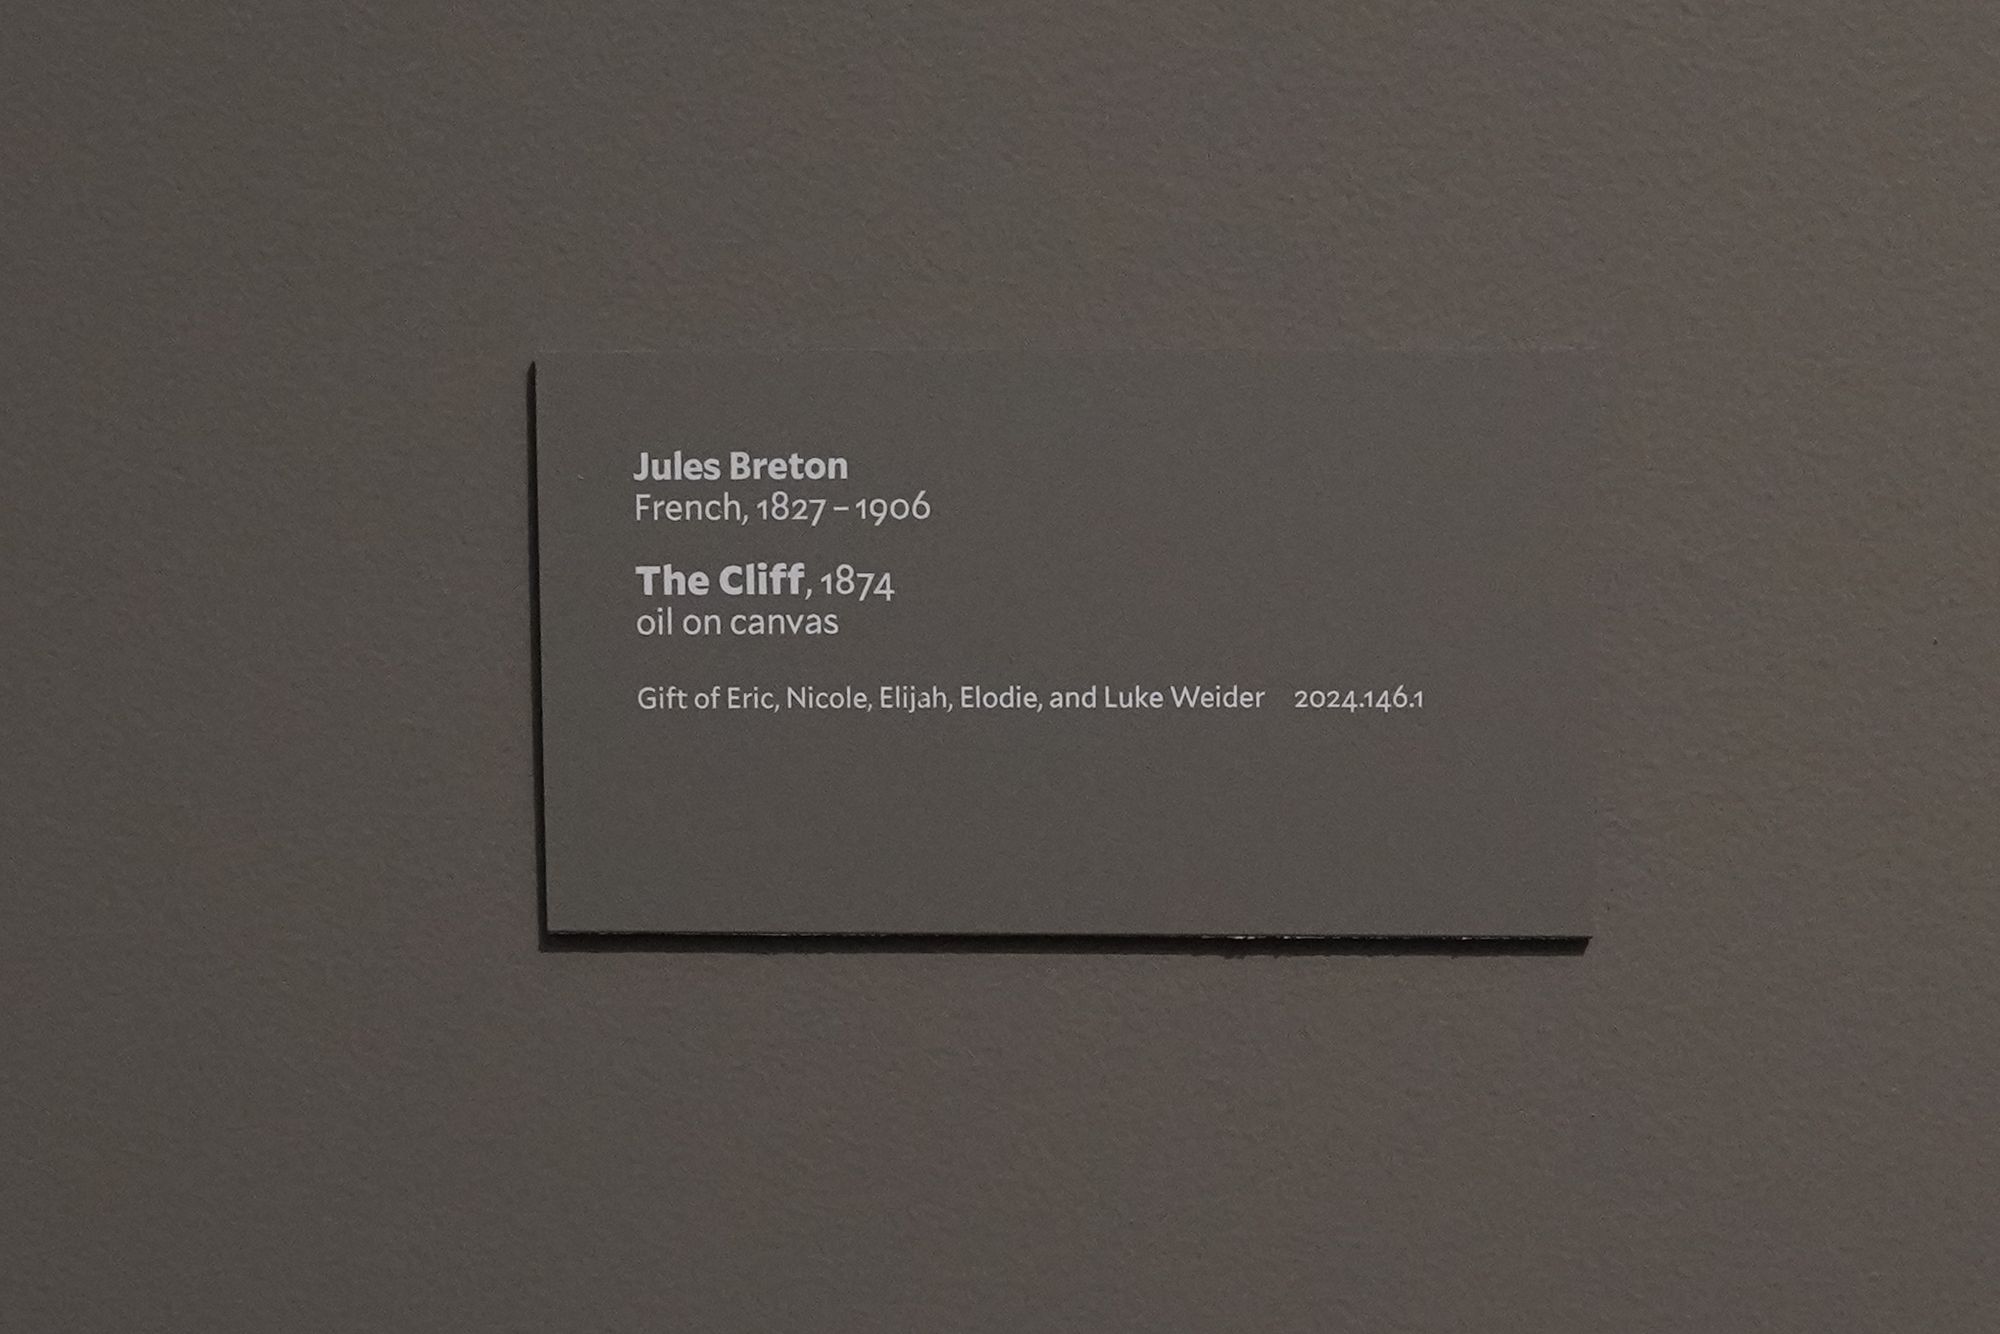 Jules Breton
French, 1827 – 1906
The Cliff, 1874
oil on canvas
Gift of Eric, Nicole, Elijah, Elodie, and Luke Weider 2024.146.1